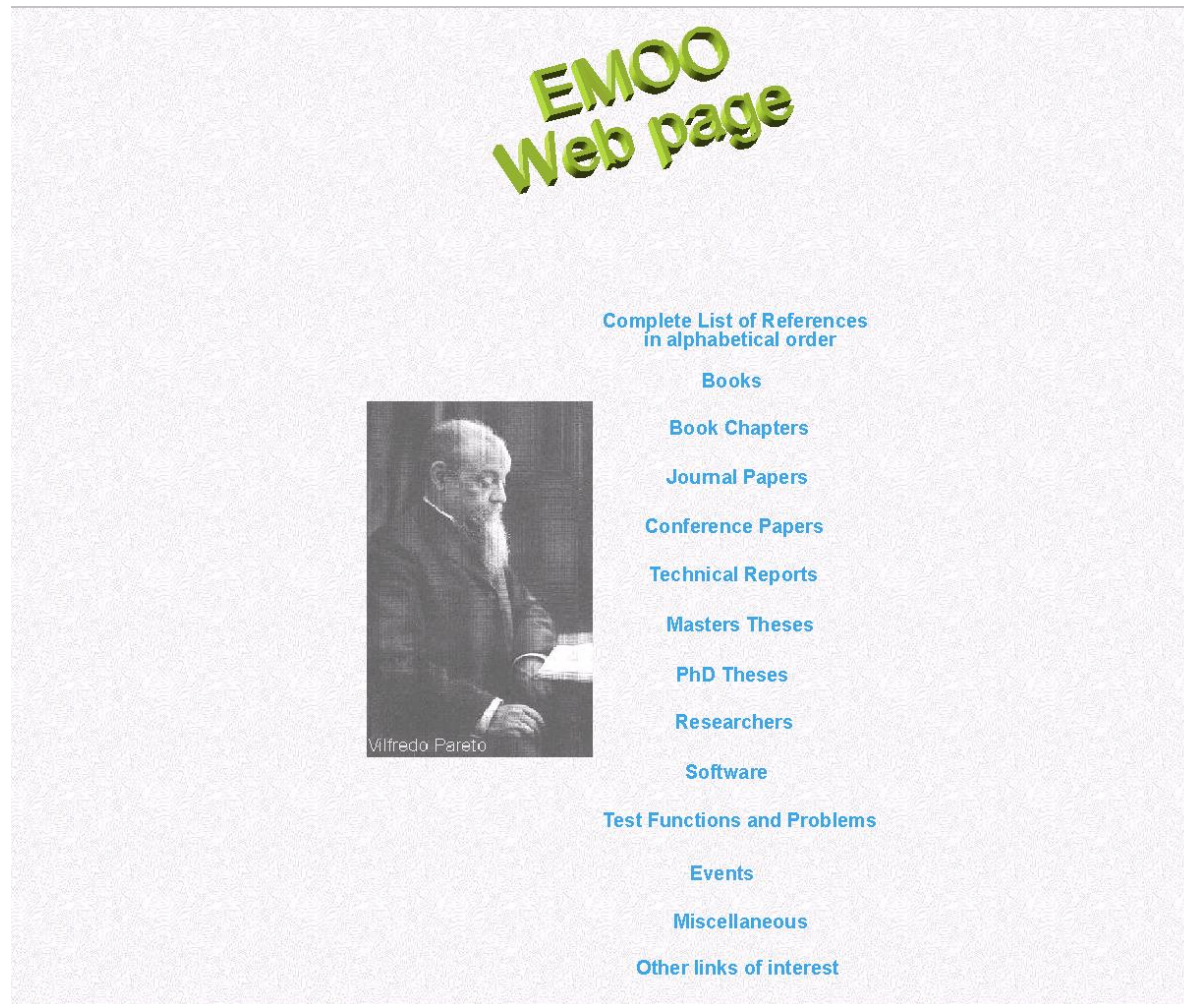 EMOO
Web page
Complete List of References
in alphabetical order
Books
Book Chapters
Journal Papers
Conference Papers
Technical Reports
Masters Theses
PhD Theses
Researchers
Software
Test Functions and Problems
Events
Miscellaneous
Other links of interest
Vilfredo Pareto